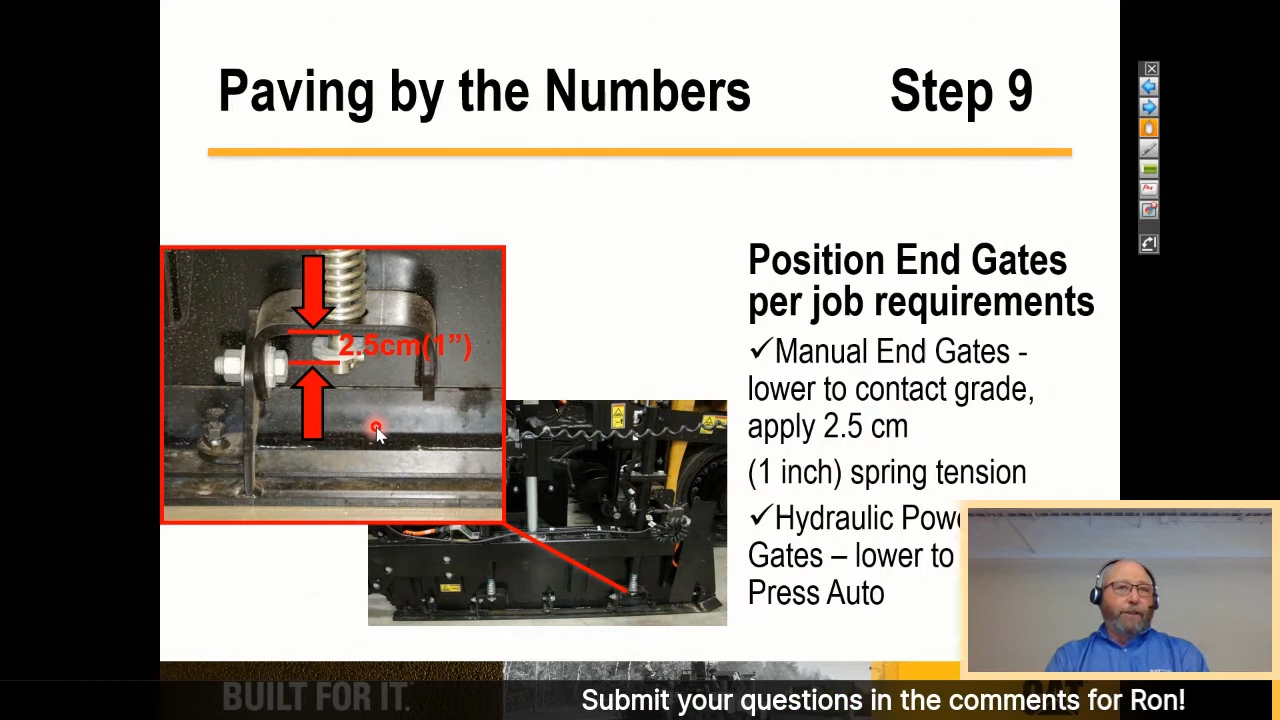 Paving by the Numbers Step 9
Position End Gates
per job requirements
✓Manual End Gates -
lower to contact grade,
apply 2.5 cm
(1 inch) spring tension
✓Hydraulic Powe
Gates – lower to
Press Auto
2.5cm(1”)
BUILT FOR IT.
Submit your questions in the comments for Ron!